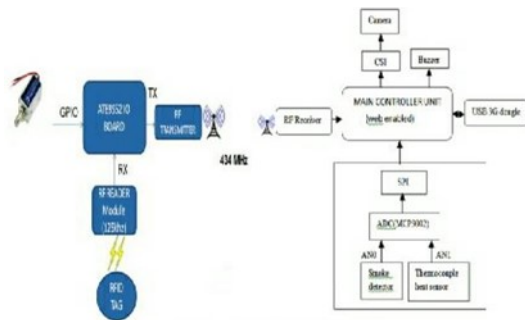 GPIO
AT89S52 IO
BOARD
TX
RF
TRANSMITTER
434 MHz
RX
RF READER
Module
(125khz)
RFID
TAG
Camera
CSI
Buzzer
RF Receiver
MAIN CONTROLLER UNIT
(web enabled)
USB 3G-dongle
SPI
ADC(MCP3002)
AN0
AN1
Smoke
detector
Thermocouple
heat sensor